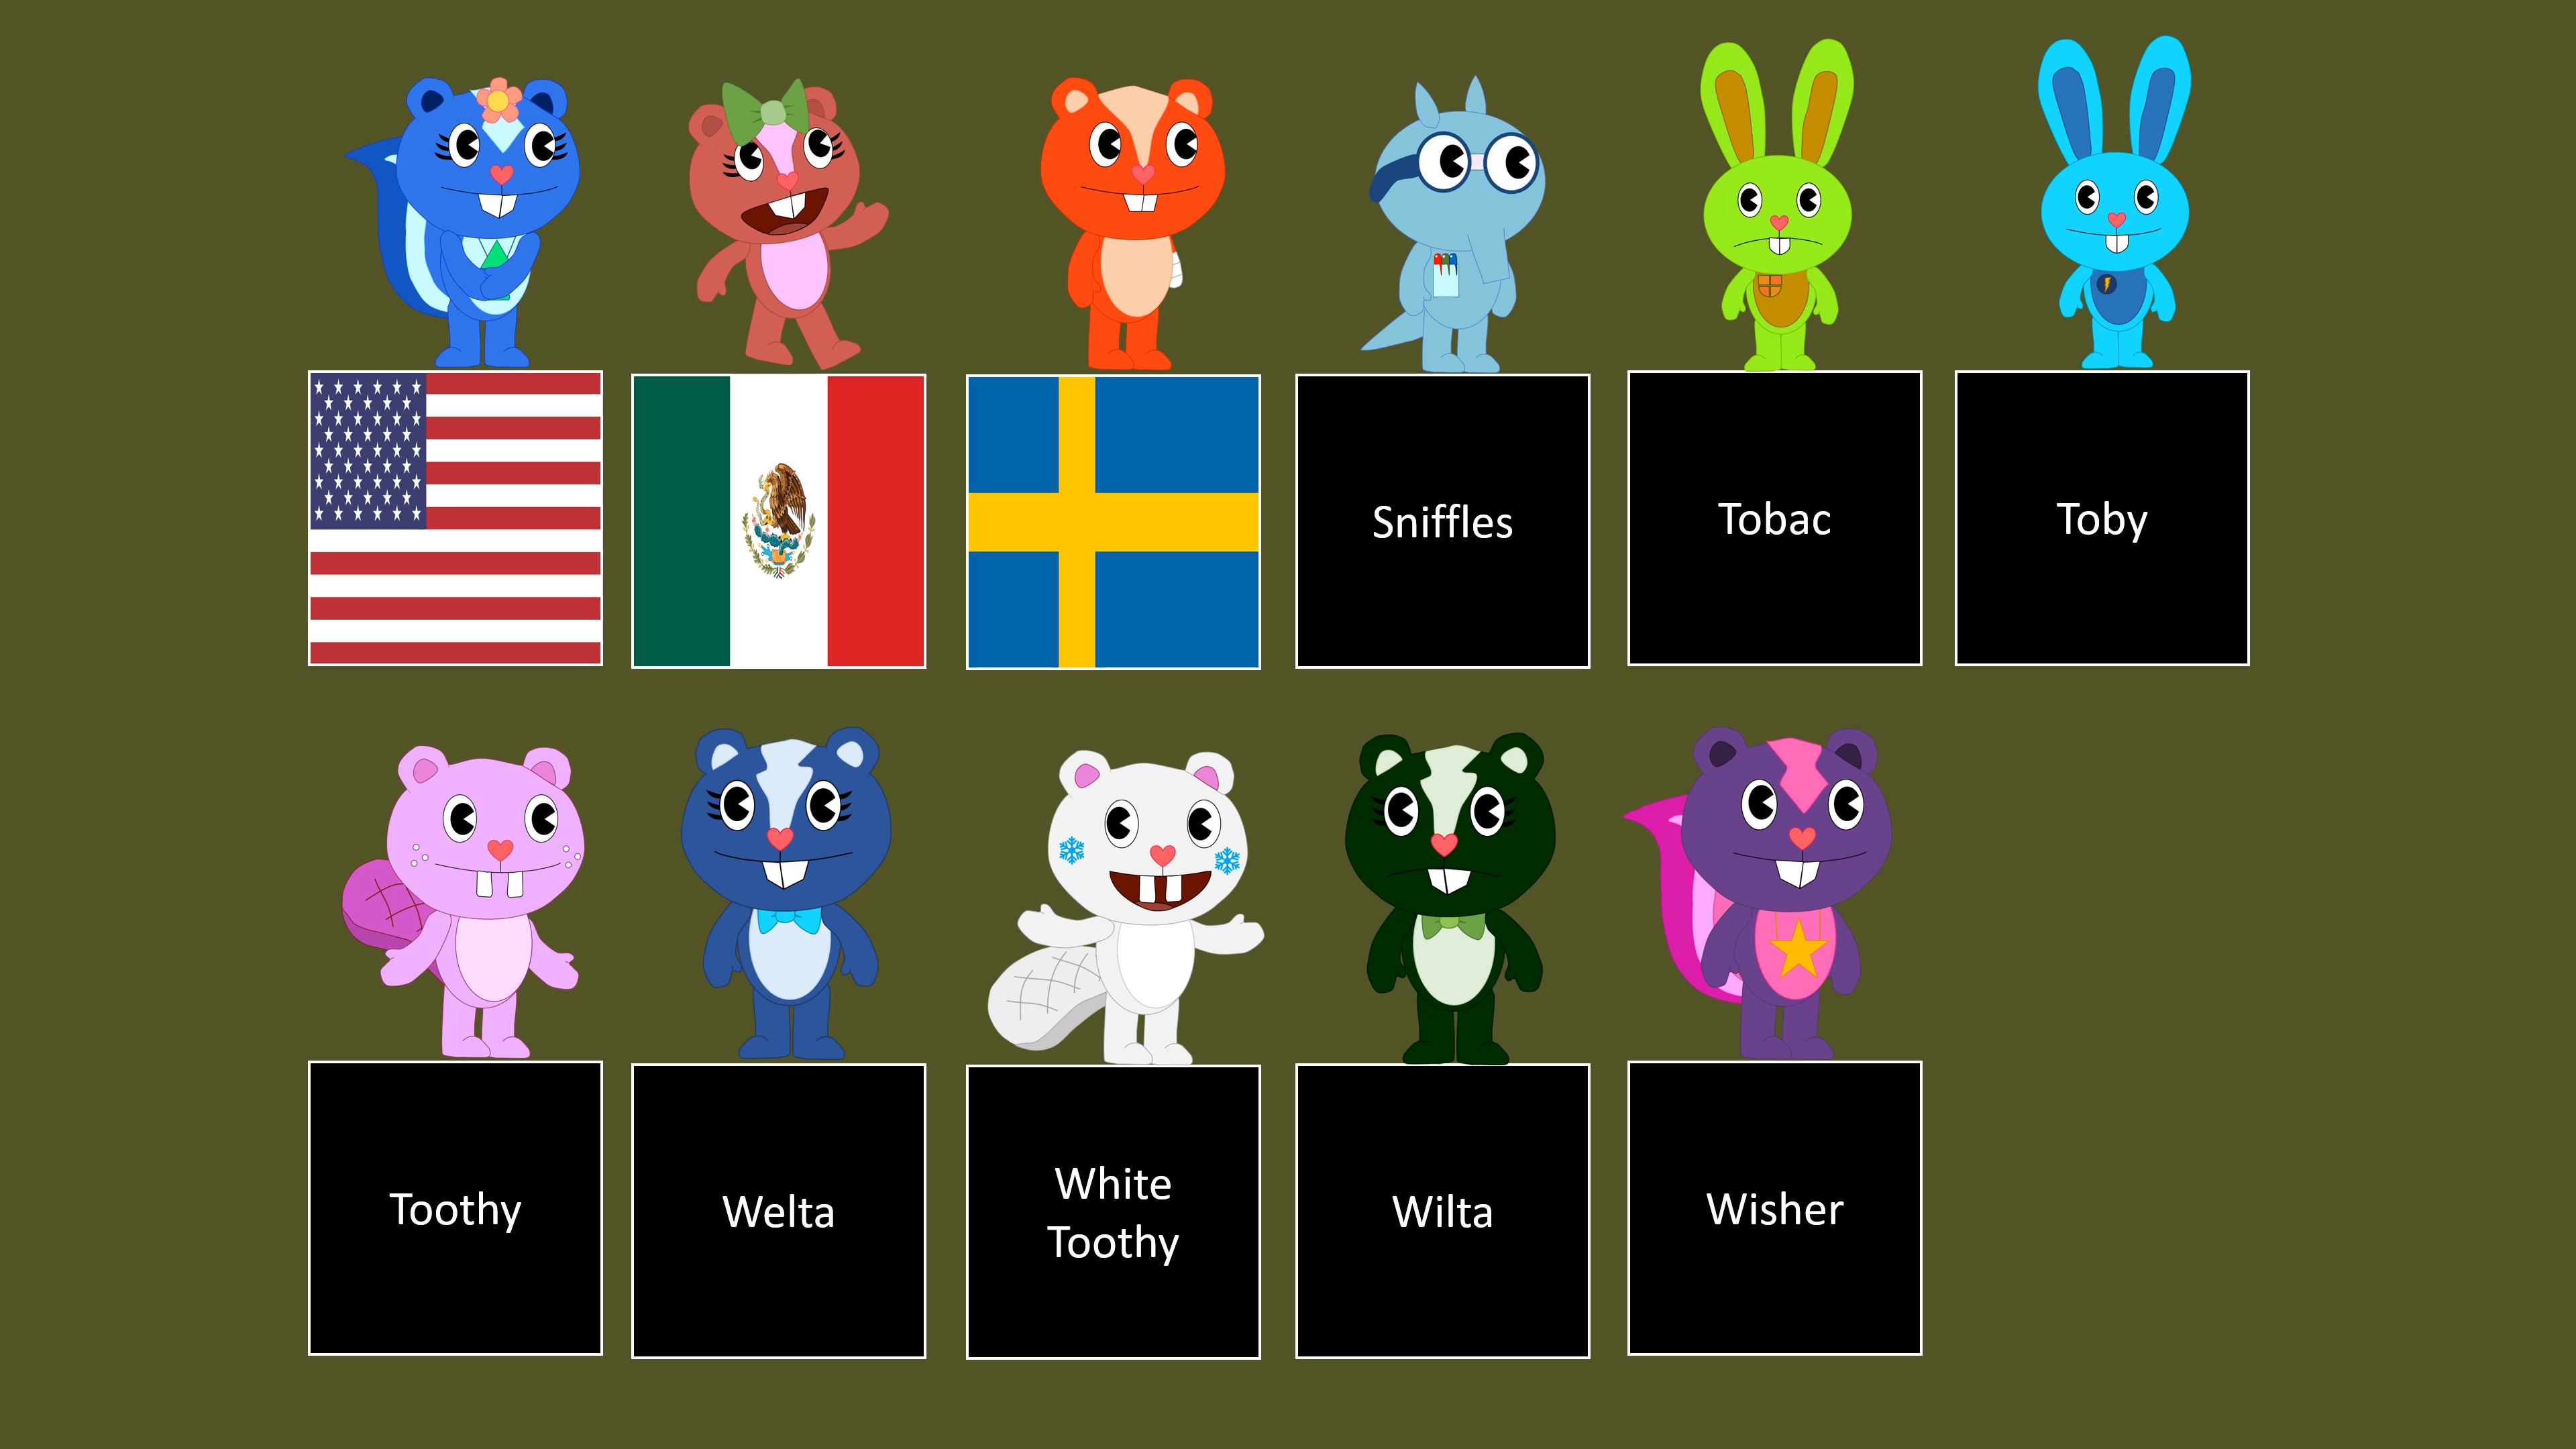 Sniffles
Tobac
Toby
Toothy
Welta
White
Toothy
Wilta
Wisher